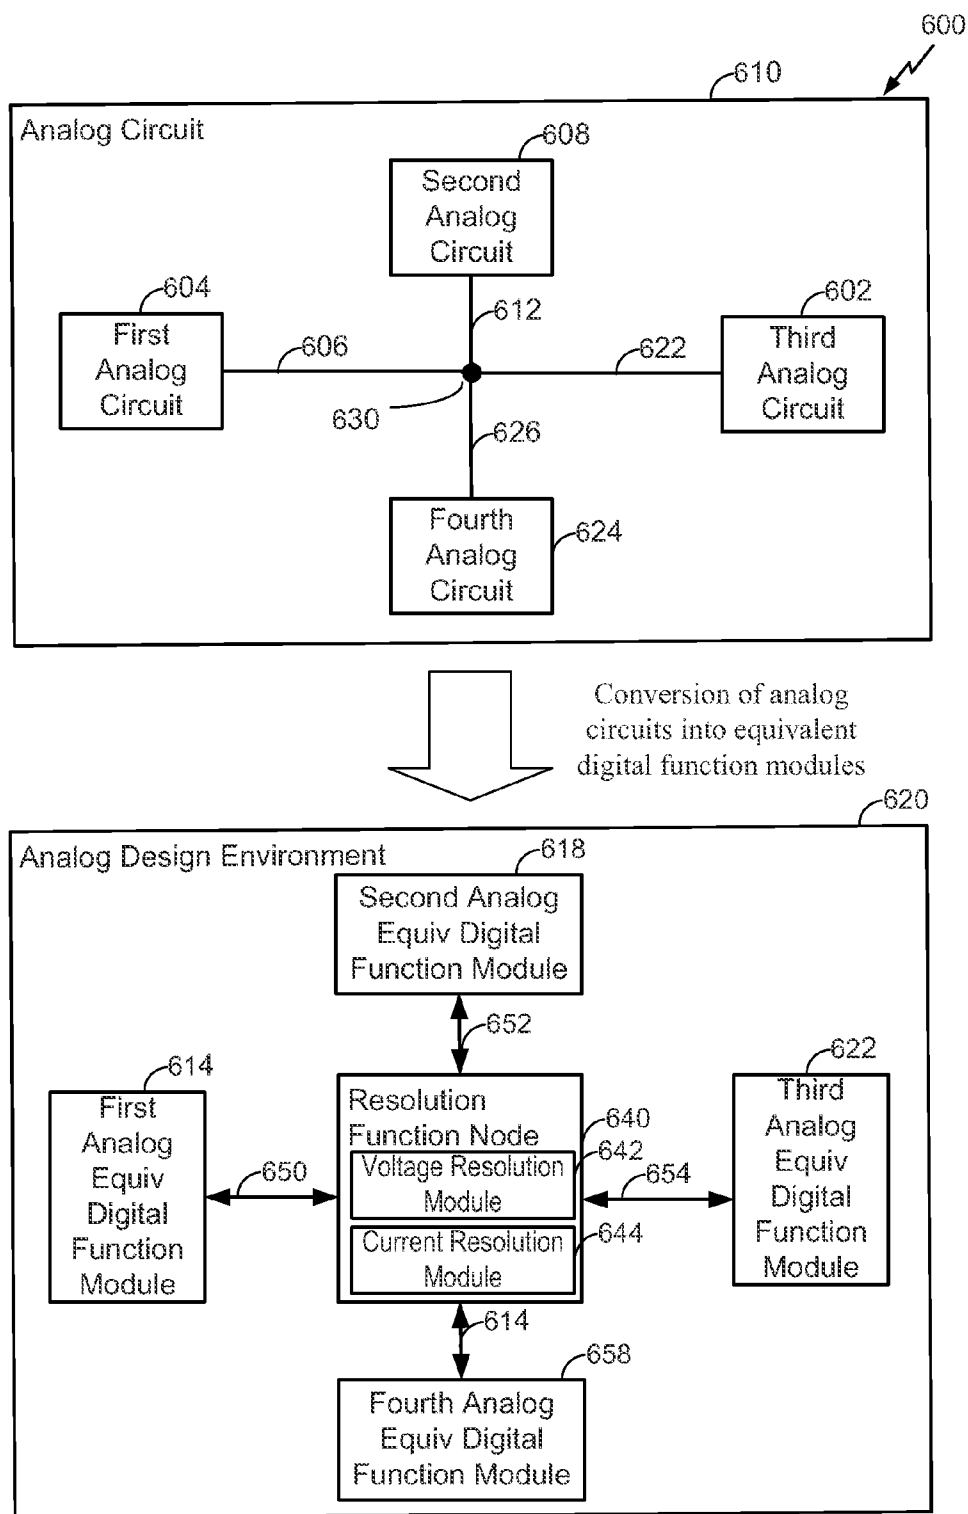 600
610
Analog Circuit
608
Second
Analog
Circuit
604
First
Analog
Circuit
606
612
602
622
Third
Analog
Circuit
630
626
Fourth
Analog
Circuit
624
Conversion of analog
circuits into equivalent
digital function modules
620
Analog Design Environment
618
Second Analog
Equiv Digital
Function Module
652
614
First
Analog
Equiv
Digital
Function
Module
650
Resolution
Function Node
640
Voltage Resolution
Module
642
Current Resolution
Module
644
654
622
Third
Analog
Equiv
Digital
Function
Module
614
658
Fourth Analog
Equiv Digital
Function Module